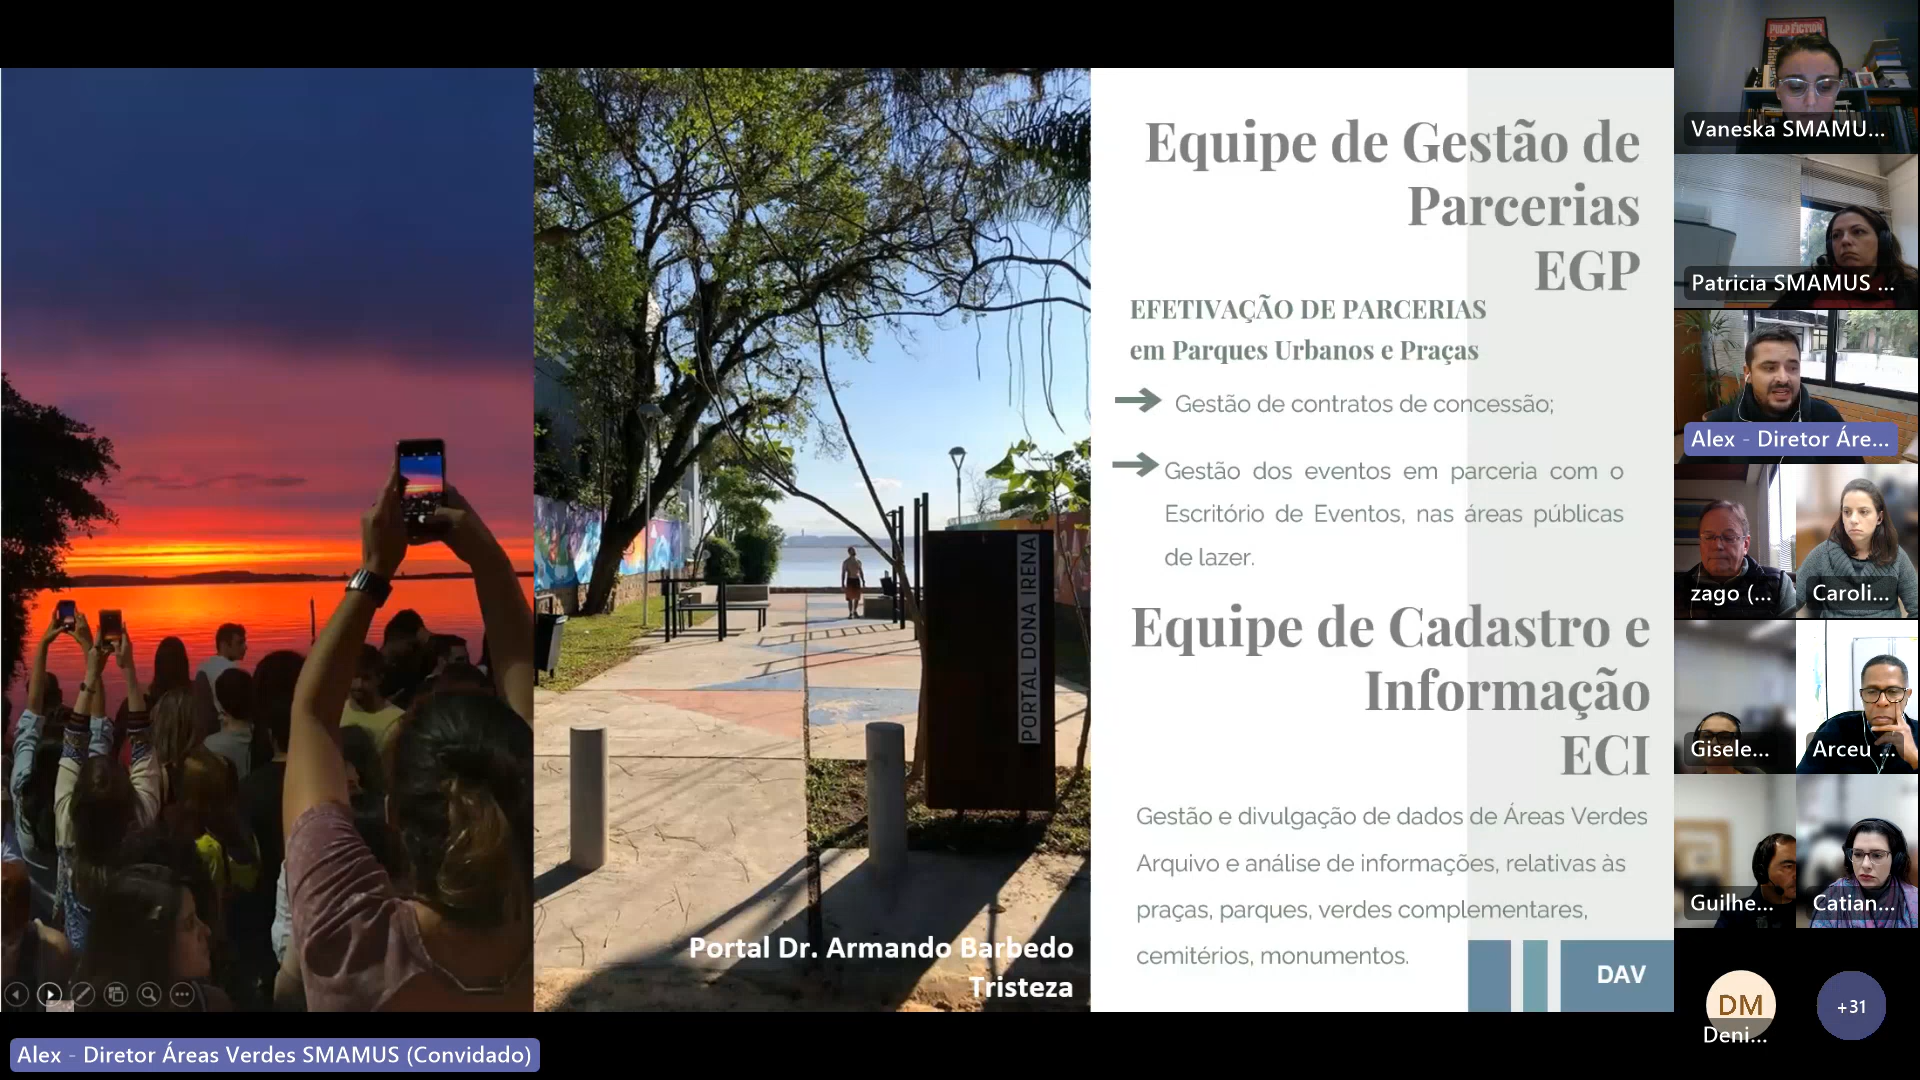 PORTAL DONA IRENA
Portal Dr. Armando Barbedo
Tristeza
Equipe de Gestão de
Parcerias
EGP
EFETIVAÇÃO DE PARCERIAS
em Parques Urbanos e Praças
Gestão de contratos de concessão;
Gestão dos eventos em parceria com o
Escritório de Eventos, nas áreas públicas
de lazer.
Equipe de Cadastro e
Informação
ECI
Gestão e divulgação de dados de Áreas Verdes
Arquivo e análise de informações, relativas às
praças, parques, verdes complementares,
cemitérios, monumentos.
DAV
Alex - Diretor Áreas Verdes SMAMUS (Convidado)
PULP FICTION
Vaneska SMAMU...
Patricia SMAMUS ...
Alex - Diretor Áre...
zago (...
Caroli...
Gisele...
Arceu ...
Guilhe...
Catian...
DM
Deni...
+31